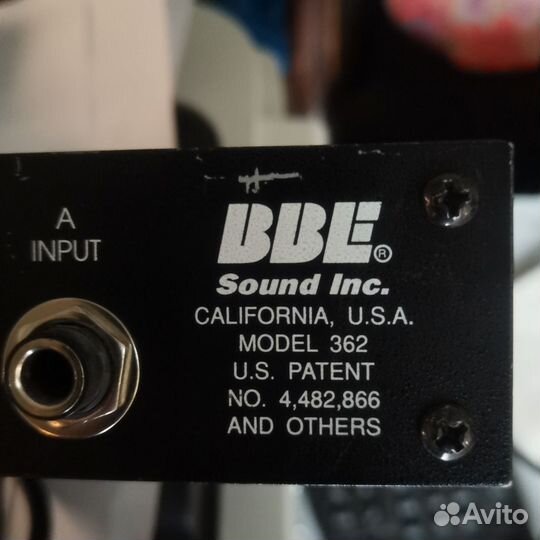 A
INPUT
BBE®
Sound Inc.
CALIFORNIA, U.S.A.
MODEL 362
U.S. PATENT
NO. 4,482,866
AND OTHERS
Avito